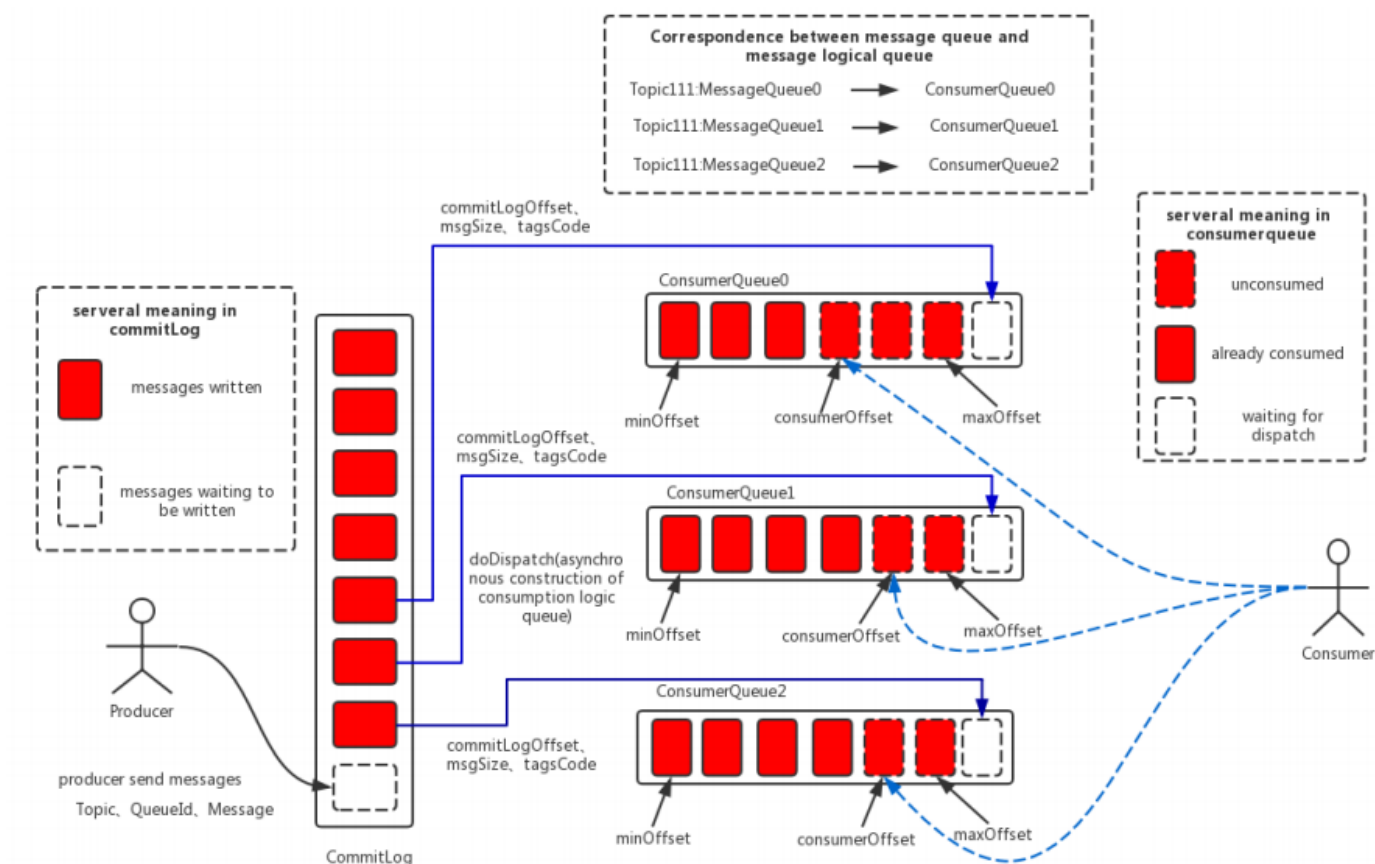 Correspondence between message queue and
message logical queue
Topic111:MessageQueue0
ConsumerQueue0
Topic111:MessageQueue1
ConsumerQueue1
Topic111:MessageQueue2
ConsumerQueue2
serveral meaning in
consumerqueue
unconsumed
already consumed
waiting for
dispatch
serveral meaning in
commitLog
messages written
messages waiting to
be written
commitLogOffset、
msgSize、tagsCode
ConsumerQueue0
minOffset
consumerOffset
maxOffset
commitLogOffset、
msgSize、tagsCode
ConsumerQueue1
doDispatch(asynchro
nous construction of
consumption logic
queue)
minOffset
consumerOffset
maxOffset
Consumer
Producer
ConsumerQueue2
commitLogOffset、
msgSize、tagsCode
minOffset
consumerOffset
maxOffset
producer send messages
Topic、QueueId、Message
CommitLog